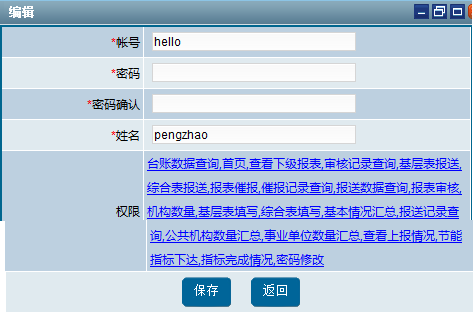 编辑
*帐号 hello
*密码
*密码确认
*姓名 pengzhao
权限
台账数据查询,首页,查看下级报表,审核记录查询,基层表报送,
综合表报送,报表催报,催报记录查询,报送数据查询,报表审核,
机构数量,基层表填写,综合表填写,基本情况汇总,报送记录查
询,公共机构数量汇总,事业单位数量汇总,查看上报情况,节能
指标下达,指标完成情况,密码修改
保存 返回